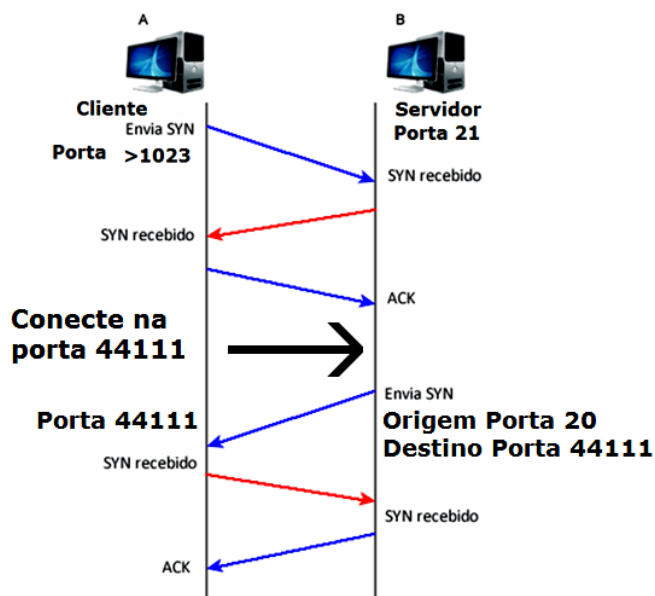 A
B
Cliente
Servidor
Envia SYN
Porta 21
Porta >1023
SYN recebido
SYN recebido
ACK
Conecte na
porta 44111
Envia SYN
Porta 44111
Origem Porta 20
Destino Porta 44111
SYN recebido
SYN recebido
ACK